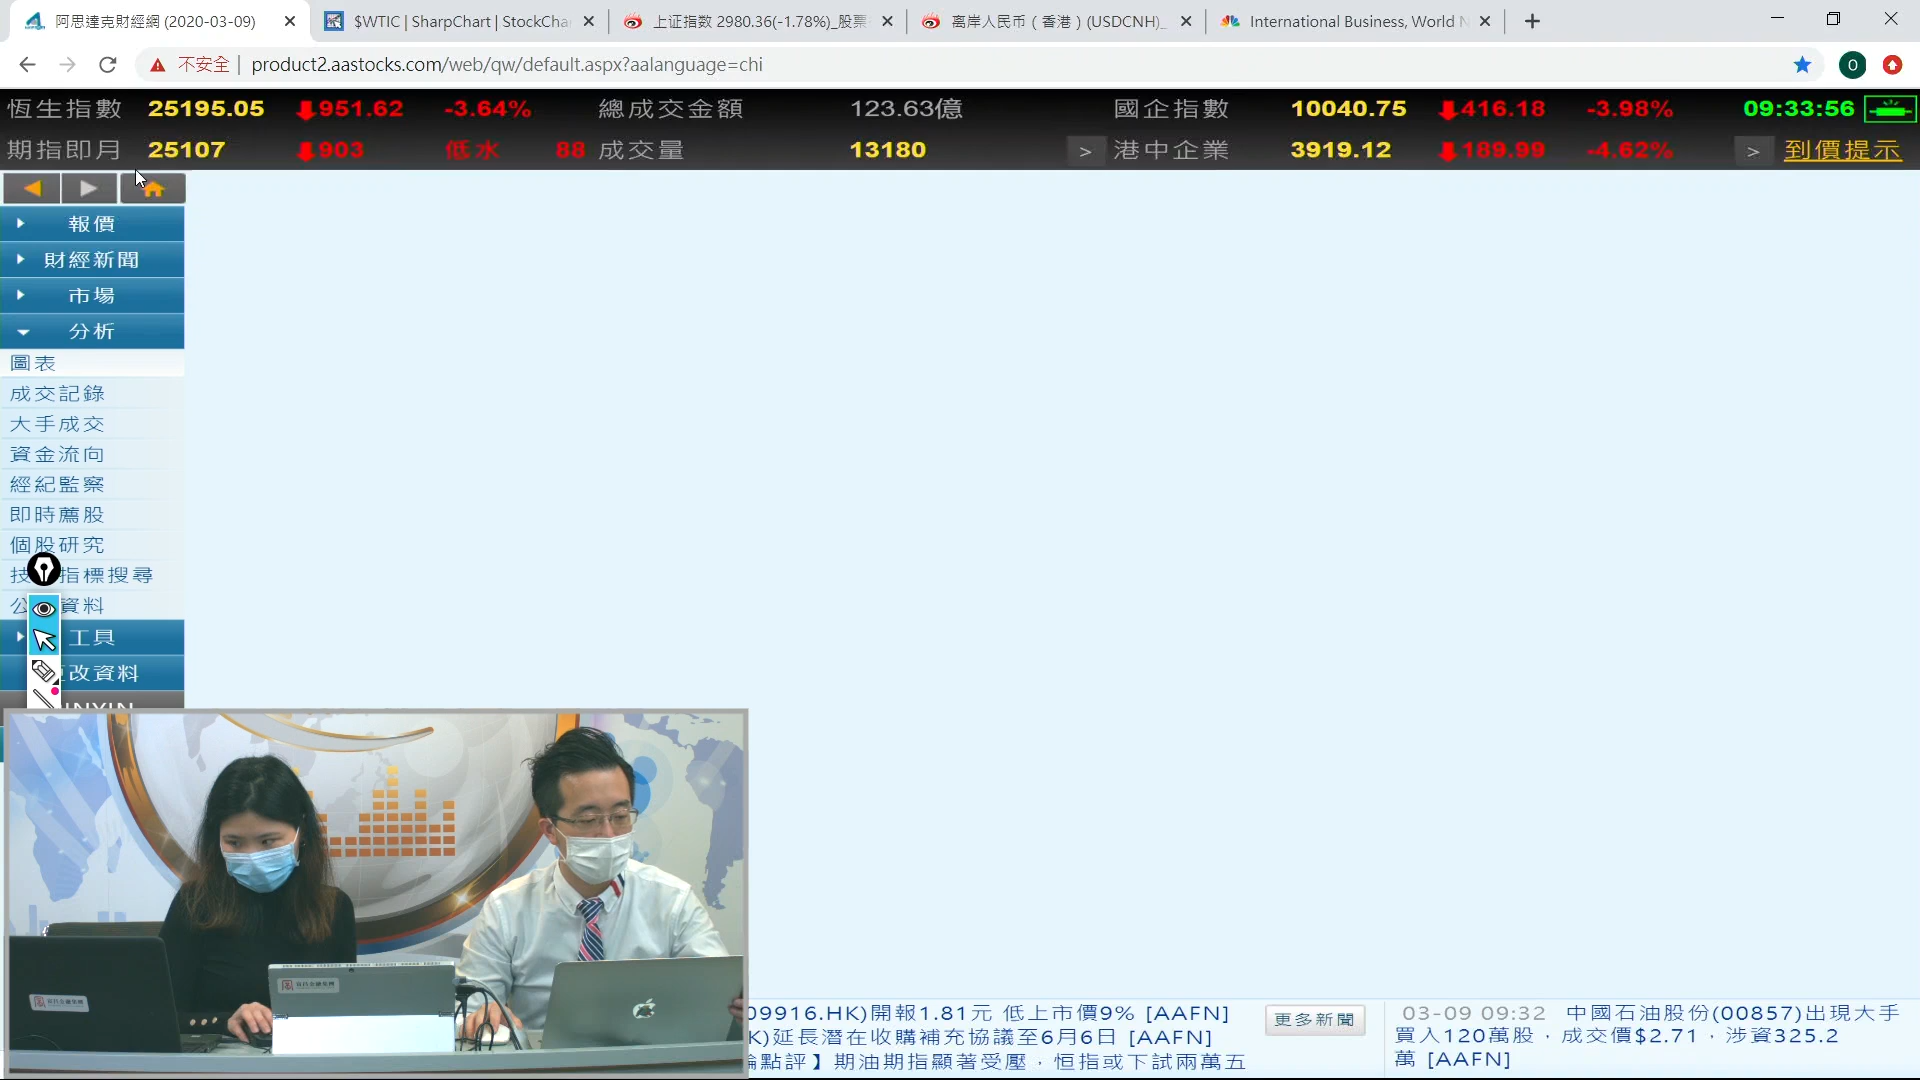 阿思達克財經網 (2020-03-09)
$WTIC | SharpChart | StockCha
上证指数 2980.36(-1.78%)_股票
离岸人民币 ( 香港 ) (USDCNH)_
International Business, World N
不安全
product2.aastocks.com/web/qw/default.aspx?aalanguage=chi
O
恆生指數 25195.05 951.62 -3.64% 總成交金額 123.63億 國企指數 10040.75 416.18 -3.98% 09:33:56
期指即月 25107 903 低水 88 成交量 13180 > 港中企業 3919.12 189.99 -4.62% > 到價提示
報價
財經新聞
市場
分析
圖表
成交記錄
大手成交
資金流向
經紀監察
即時薦股
個股研究
技 指標搜尋
公 資料
工具
改資料
09916.HK)開報1.81元 低上市價9% [AAFN]
K)延長潛在收購補充協議至6月6日 [AAFN]
點評】期油期指顯著受壓，恒指或下試兩萬五
更多新聞
03-09 09:32 中國石油股份(00857)出現大手
買入120萬股，成交價$2.71，涉資325.2
萬 [AAFN]